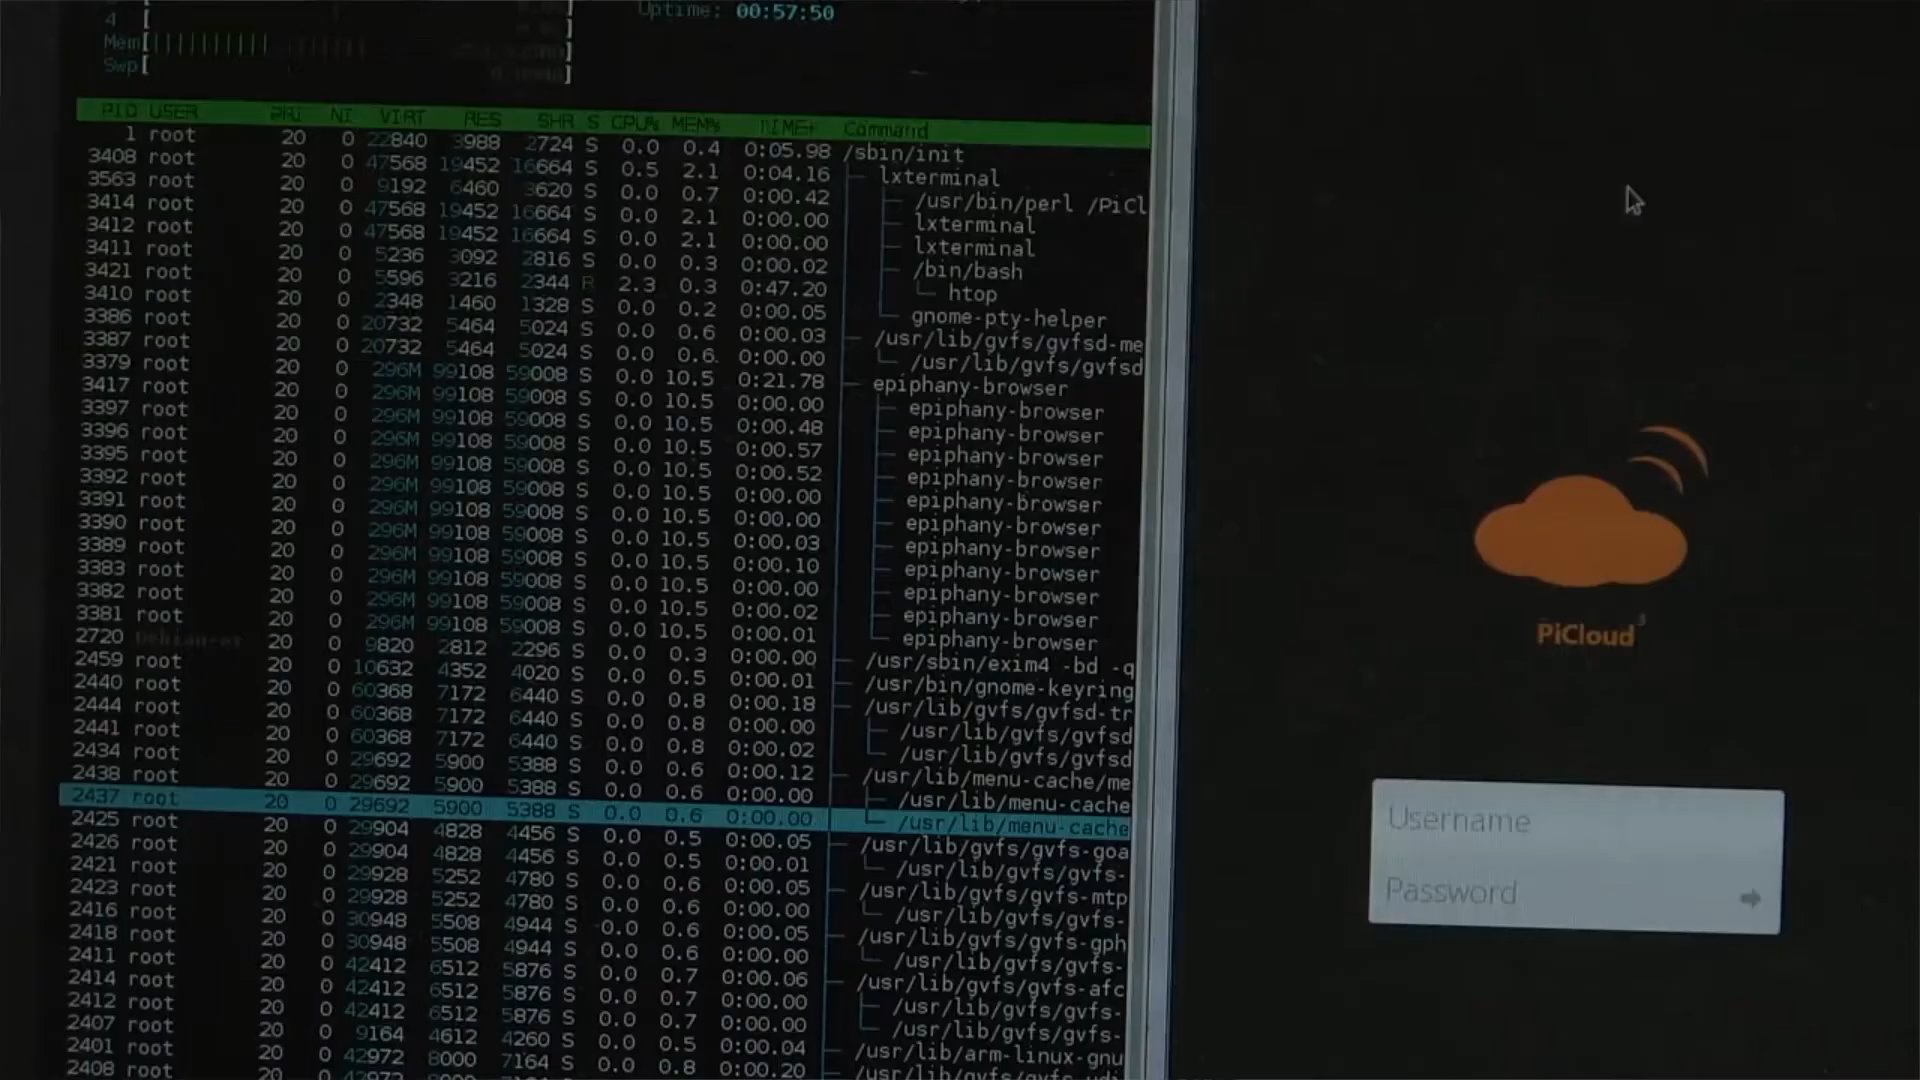 Uptime: 00:57:50
4 [ ]
Mem[|||||||||| ]
Swp[ ]
PID USER PRI NI VIRT RES SHR S CPU% MEM% TIME+ Command
1 root 20 0 22840 3988 2724 S 0.0 0.4 0:05.98 /sbin/init
3408 root 20 0 47568 19452 16664 S 0.5 2.1 0:04.16 lxterminal
3563 root 20 0 9192 6460 3620 S 0.0 0.7 0:00.42 /usr/bin/perl /PiCl
3414 root 20 0 47568 19452 16664 S 0.0 2.1 0:00.00 lxterminal
3412 root 20 0 47568 19452 16664 S 0.0 2.1 0:00.00 lxterminal
3411 root 20 0 5236 3092 2816 S 0.0 0.3 0:00.02 /bin/bash
3421 root 20 0 5596 3216 2344 R 2.3 0.3 0:47.20 htop
3410 root 20 0 2348 1460 1328 S 0.0 0.2 0:00.05 gnome-pty-helper
3386 root 20 0 20732 5464 5024 S 0.0 0.6 0:00.03 /usr/lib/gvfs/gvfsd-me
3387 root 20 0 20732 5464 5024 S 0.0 0.6 0:00.00 /usr/lib/gvfs/gvfsd
3379 root 20 0 296M 99108 59008 S 0.0 10.5 0:21.78 epiphany-browser
3417 root 20 0 296M 99108 59008 S 0.0 10.5 0:00.00 epiphany-browser
3397 root 20 0 296M 99108 59008 S 0.0 10.5 0:00.48 epiphany-browser
3396 root 20 0 296M 99108 59008 S 0.0 10.5 0:00.57 epiphany-browser
3395 root 20 0 296M 99108 59008 S 0.0 10.5 0:00.52 epiphany-browser
3392 root 20 0 296M 99108 59008 S 0.0 10.5 0:00.00 epiphany-browser
3391 root 20 0 296M 99108 59008 S 0.0 10.5 0:00.00 epiphany-browser
3390 root 20 0 296M 99108 59008 S 0.0 10.5 0:00.03 epiphany-browser
3389 root 20 0 296M 99108 59008 S 0.0 10.5 0:00.10 epiphany-browser
3383 root 20 0 296M 99108 59008 S 0.0 10.5 0:00.00 epiphany-browser
3382 root 20 0 296M 99108 59008 S 0.0 10.5 0:00.02 epiphany-browser
3381 root 20 0 296M 99108 59008 S 0.0 10.5 0:00.01 epiphany-browser
2720 20 0 9820 2812 2296 S 0.0 0.3 0:00.00 /usr/sbin/exim4 -bd -q
2459 root 20 0 10632 4352 4020 S 0.0 0.5 0:00.01 /usr/bin/gnome-keyring
2440 root 20 0 60368 7172 6440 S 0.0 0.8 0:00.18 /usr/lib/gvfs/gvfsd-tr
2444 root 20 0 60368 7172 6440 S 0.0 0.8 0:00.00 /usr/lib/gvfs/gvfsd
2441 root 20 0 60368 7172 6440 S 0.0 0.8 0:00.02 /usr/lib/gvfs/gvfsd
2434 root 20 0 29692 5900 5388 S 0.0 0.6 0:00.12 /usr/lib/menu-cache/me
2438 root 20 0 29692 5900 5388 S 0.0 0.6 0:00.00 /usr/lib/menu-cache
2437 root 20 0 29692 5900 5388 S 0.0 0.6 0:00.00 /usr/lib/menu-cache
2425 root 20 0 29904 4828 4456 S 0.0 0.5 0:00.05 /usr/lib/gvfs/gvfs-goa
2426 root 20 0 29904 4828 4456 S 0.0 0.5 0:00.01 /usr/lib/gvfs/gvfs-
2421 root 20 0 29928 5252 4780 S 0.0 0.6 0:00.05 /usr/lib/gvfs/gvfs-mtp
2423 root 20 0 29928 5252 4780 S 0.0 0.6 0:00.00 /usr/lib/gvfs/gvfs-
2416 root 20 0 30948 5508 4944 S 0.0 0.6 0:00.05 /usr/lib/gvfs/gvfs-gph
2418 root 20 0 30948 5508 4944 S 0.0 0.6 0:00.00 /usr/lib/gvfs/gvfs-
2411 root 20 0 42412 6512 5876 S 0.0 0.7 0:00.06 /usr/lib/gvfs/gvfs-afc
2414 root 20 0 42412 6512 5876 S 0.0 0.7 0:00.00 /usr/lib/gvfs/gvfs-
2412 root 20 0 42412 6512 5876 S 0.0 0.7 0:00.00 /usr/lib/gvfs/gvfs-
2407 root 20 0 9164 4612 4260 S 0.0 0.5 0:00.04 /usr/lib/arm-linux-gnu
2401 root 20 0 42972 8000 7164 S 0.0 0.8 0:00.20
2408 root 20 0
PiCloud³
Username
Password